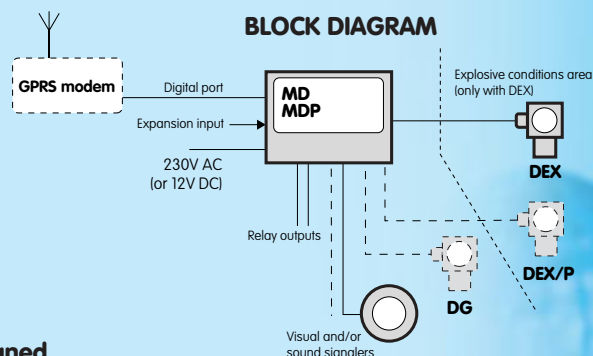 BLOCK DIAGRAM
GPRS modem
Digital port
Expansion input
230V AC
(or 12V DC)
MD
MDP
Explosive conditions area
(only with DEX)
DEX
DEX/P
DG
Relay outputs
Visual and/or
sound signalers